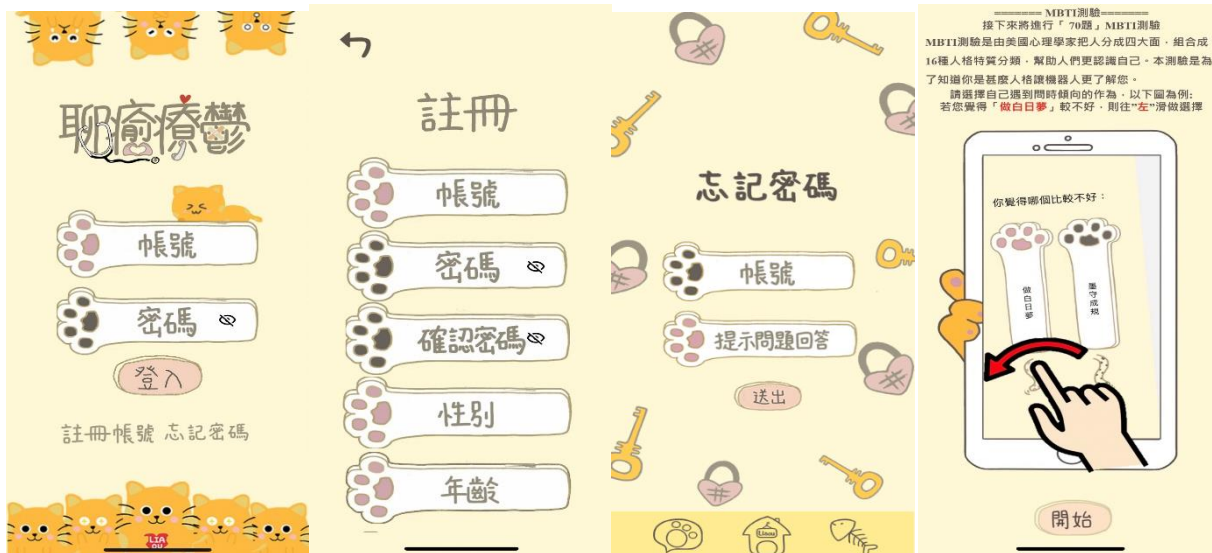 聊癒療鬱
帳號
密碼
登入
註冊帳號 忘記密碼
LIA
OU
註冊
帳號
密碼
確認密碼
性別
年齡
忘記密碼
帳號
提示問題回答
送出
Liaou
======= MBTI測驗=======
接下來將進行「 70題」MBTI測驗
MBTI測驗是由美國心理學家把人分成四大面，組合成
16種人格特質分類，幫助人們更認識自己。本測驗是為
了知道你是甚麼人格讓機器人更了解您。
請選擇自己遇到問時傾向的作為，以下圖為例:
若您覺得「做白日夢」較不好，則往"左"滑做選擇
你覺得哪個比較不好：
做白日夢
墨守成規
開始